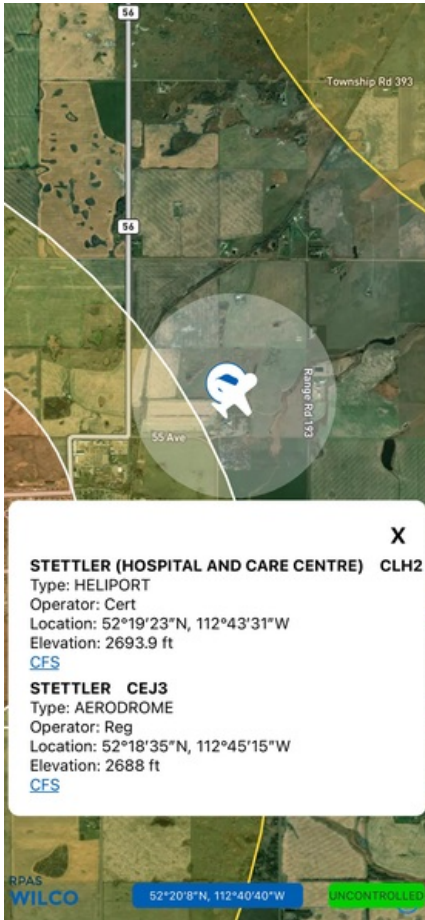 56
Township Rd 393
56
Range Rd 193
55 Ave
X
STETTLER (HOSPITAL AND CARE CENTRE) CLH2
Type: HELIPORT
Operator: Cert
Location: 52°19'23"N, 112°43'31"W
Elevation: 2693.9 ft
CFS
STETTLER CEJ3
Type: AERODROME
Operator: Reg
Location: 52°18'35"N, 112°45'15"W
Elevation: 2688 ft
CFS
RPAS
WILCO
52°20'8"N, 112°40'40"W
UNCONTROLLED